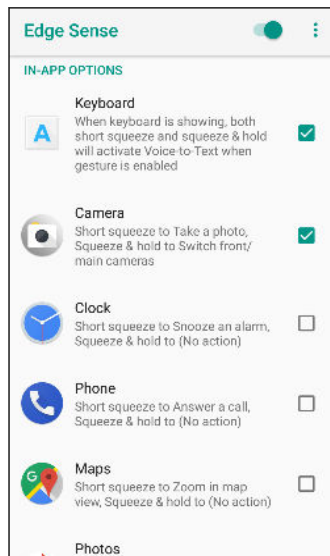 Edge Sense
IN-APP OPTIONS
Keyboard
When keyboard is showing, both
short squeeze and squeeze & hold
will activate Voice-to-Text when
gesture is enabled
A
Camera
Short squeeze to Take a photo,
Squeeze & hold to Switch front/
main cameras
Clock
Short squeeze to Snooze an alarm,
Squeeze & hold to (No action)
Phone
Short squeeze to Answer a call,
Squeeze & hold to (No action)
Maps
G
Short squeeze to Zoom in map
view, Squeeze & hold to (No action)
Photos